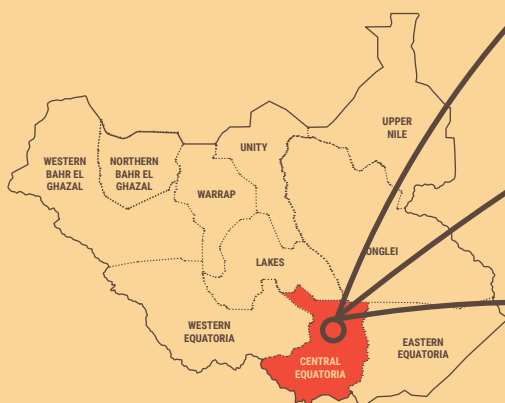 UPPER
NILE
UNITY
WESTERN
BAHR EL
GHAZAL
NORTHERN
BAHR EL
GHAZAL
WARRAP
ONGLEI
LAKES
WESTERN
EQUATORIA
EASTERN
EQUATORIA
CENTRAL
EQUATORIA